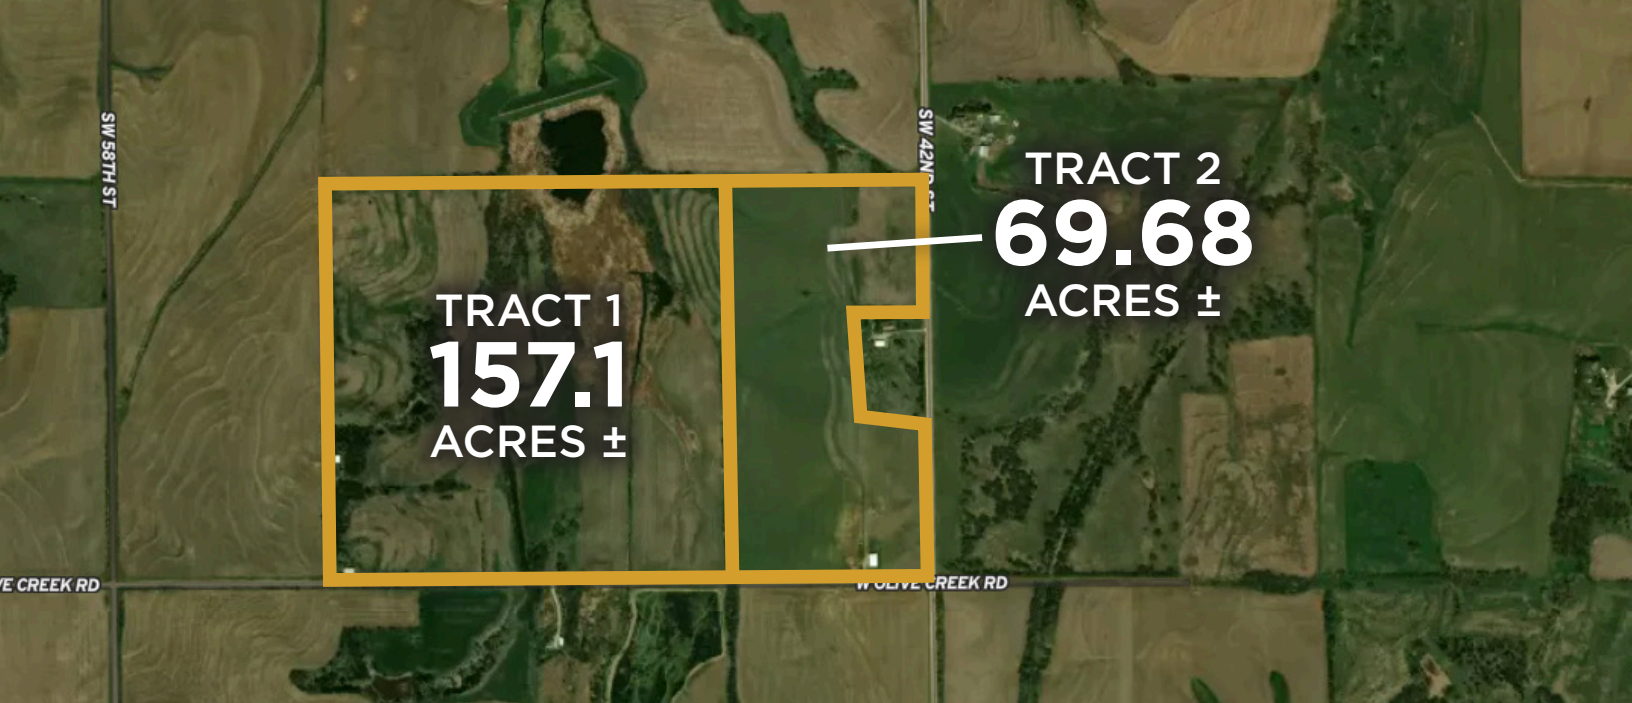 SW 58TH ST
SW 42ND ST
TRACT 2
69.68
ACRES ±
TRACT 1
157.1
ACRES ±
VE CREEK RD
W OLIVE CREEK RD